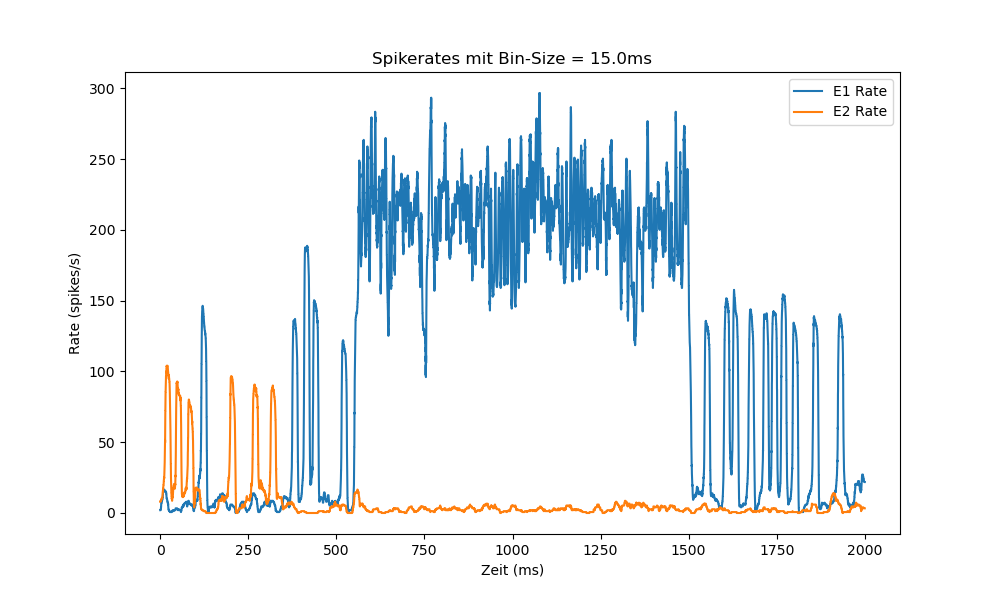 Spikerates mit Bin-Size = 15.0ms
E1 Rate
E2 Rate
Rate (spikes/s)
300
250
200
150
100
50
0
0 250 500 750 1000 1250 1500 1750 2000
Zeit (ms)